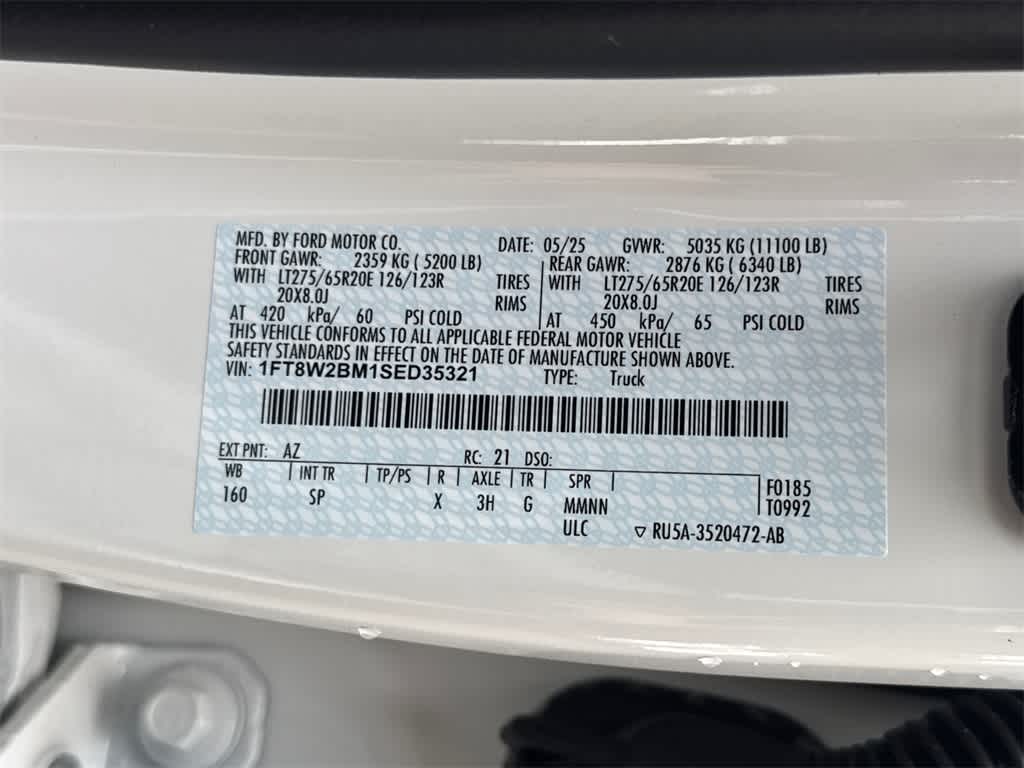 MFD. BY FORD MOTOR CO. DATE: 05/25 GVWR: 5035 KG (11100 LB)
FRONT GAWR: 2359 KG ( 5200 LB) REAR GAWR: 2876 KG ( 6340 LB)
WITH LT275/65R20E 126/123R TIRES WITH LT275/65R20E 126/123R TIRES
20X8.0J RIMS 20X8.0J RIMS
AT 420 kPa/ 60 PSI COLD AT 450 kPa/ 65 PSI COLD
THIS VEHICLE CONFORMS TO ALL APPLICABLE FEDERAL MOTOR VEHICLE
SAFETY STANDARDS IN EFFECT ON THE DATE OF MANUFACTURE SHOWN ABOVE.
VIN: 1FT8W2BM1SED35321 TYPE: Truck
EXT PNT: AZ RC: 21 DSO:
WB INT TR TP/PS R AXLE TR SPR F0185
160 SP X 3H G MMNN T0992
ULC RU5A-3520472-AB